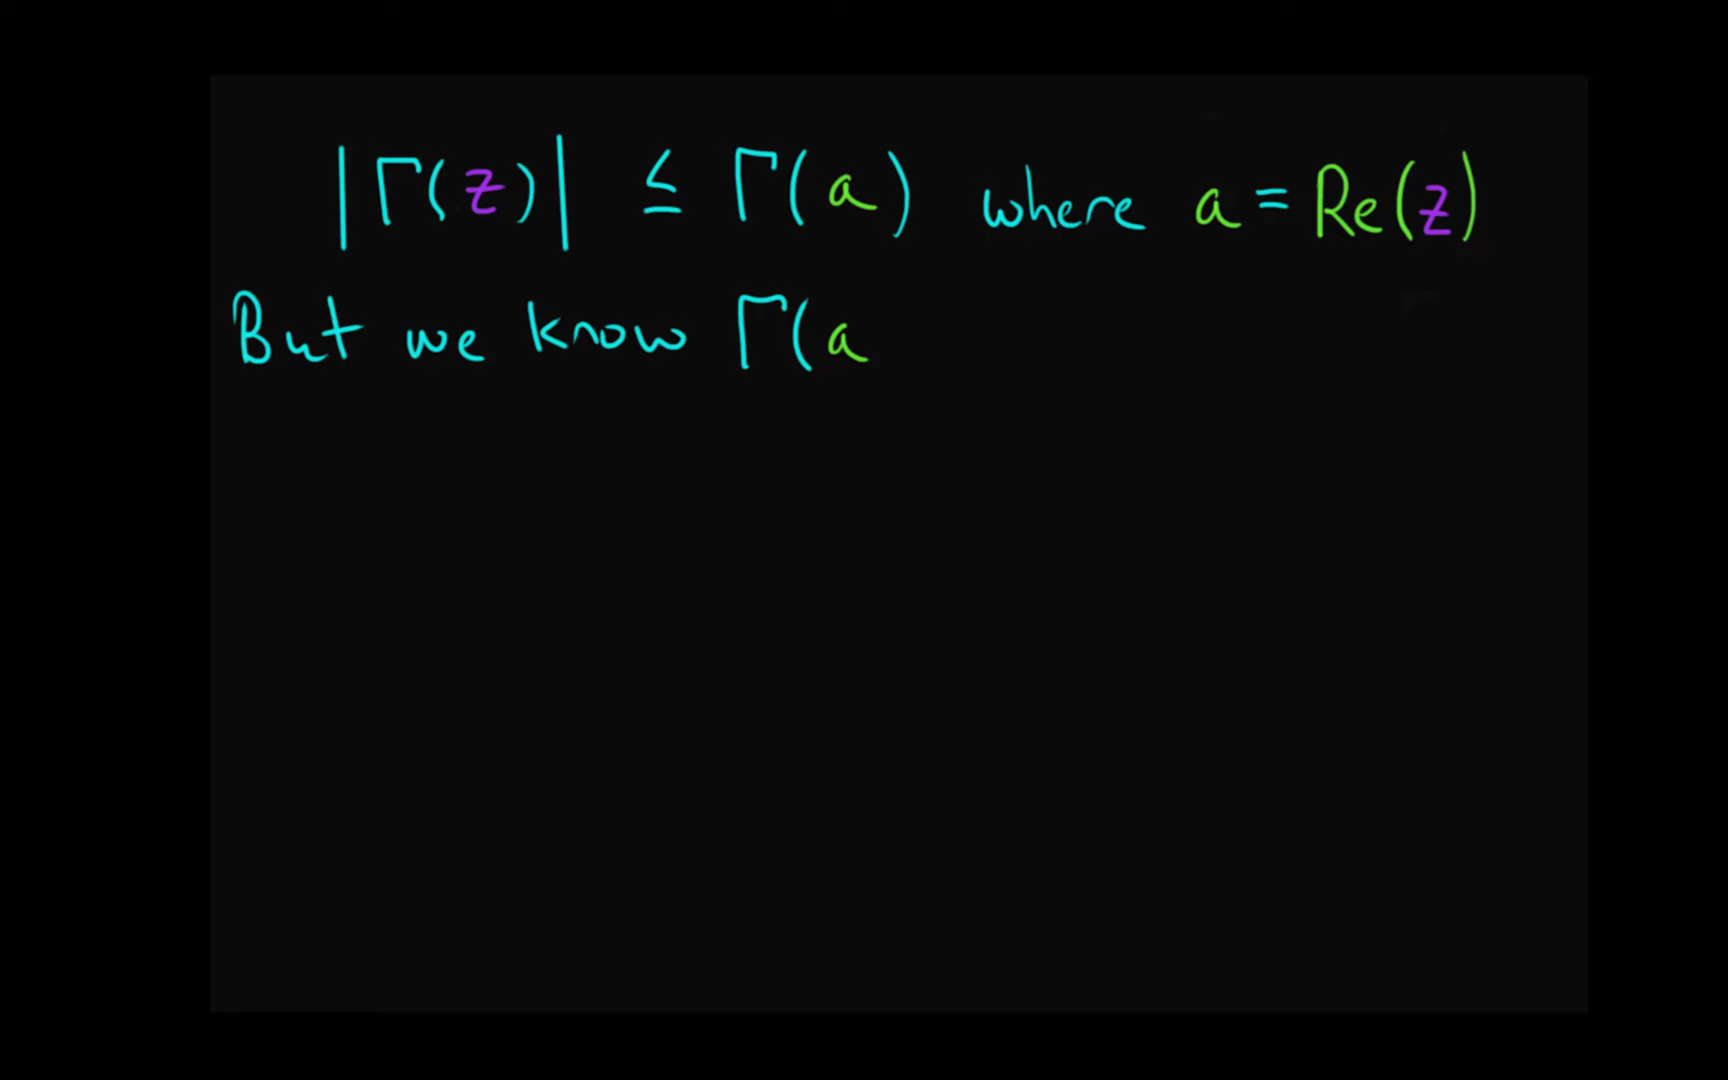 |Γ(z)| ≤ Γ(a) where a = Re(z)
But we know Γ(a